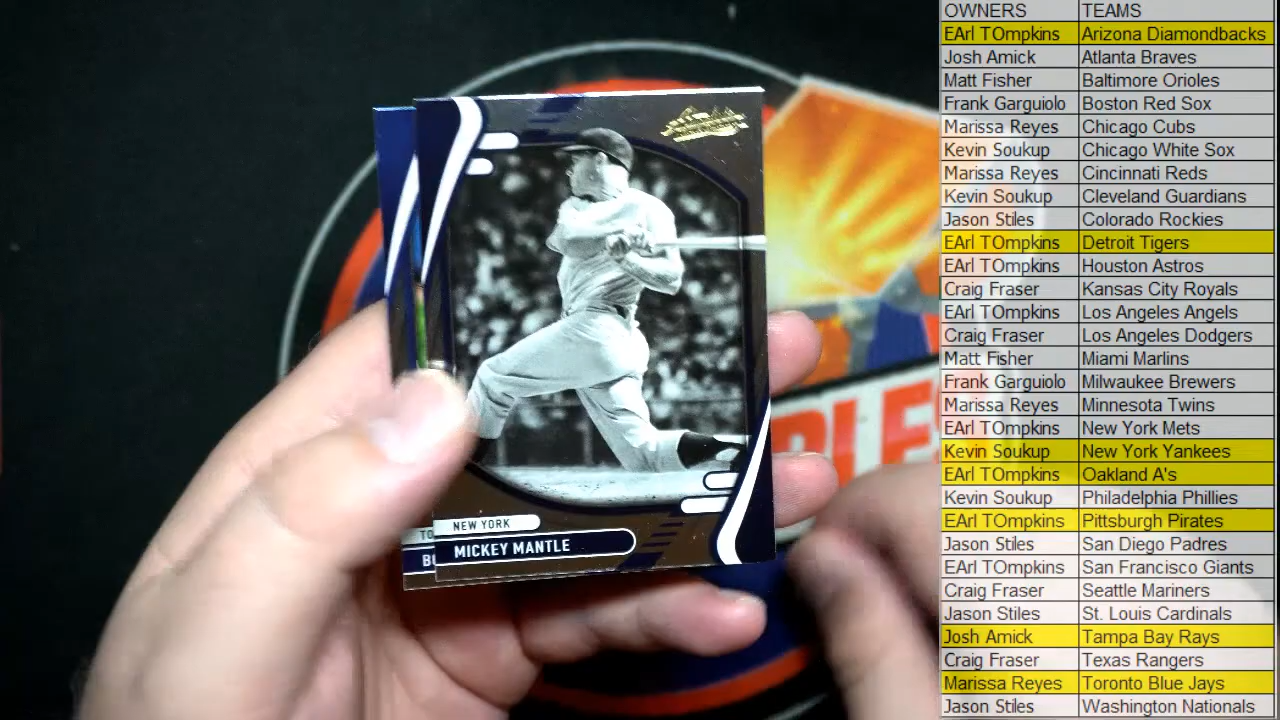 OWNERS TEAMS
EArl TOmpkins Arizona Diamondbacks
Josh Amick Atlanta Braves
Matt Fisher Baltimore Orioles
Frank Garguiolo Boston Red Sox
Marissa Reyes Chicago Cubs
Kevin Soukup Chicago White Sox
Marissa Reyes Cincinnati Reds
Kevin Soukup Cleveland Guardians
Jason Stiles Colorado Rockies
EArl TOmpkins Detroit Tigers
EArl TOmpkins Houston Astros
Craig Fraser Kansas City Royals
EArl TOmpkins Los Angeles Angels
Craig Fraser Los Angeles Dodgers
Matt Fisher Miami Marlins
Frank Garguiolo Milwaukee Brewers
Marissa Reyes Minnesota Twins
EArl TOmpkins New York Mets
Kevin Soukup New York Yankees
EArl TOmpkins Oakland A's
Kevin Soukup Philadelphia Phillies
EArl TOmpkins Pittsburgh Pirates
Jason Stiles San Diego Padres
EArl TOmpkins San Francisco Giants
Craig Fraser Seattle Mariners
Jason Stiles St. Louis Cardinals
Josh Amick Tampa Bay Rays
Craig Fraser Texas Rangers
Marissa Reyes Toronto Blue Jays
Jason Stiles Washington Nationals
NEW YORK
MICKEY MANTLE
TO